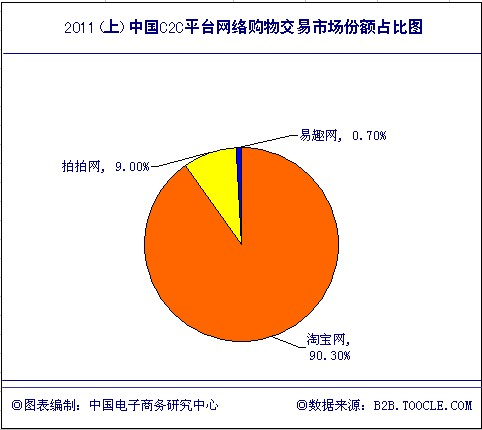 2011(上)中国C2C平台网络购物交易市场份额占比图
易趣网, 0.70%
拍拍网, 9.00%
淘宝网,
90.30%
◎图表编制：中国电子商务研究中心
◎数据来源：B2B.TOOCLE.COM